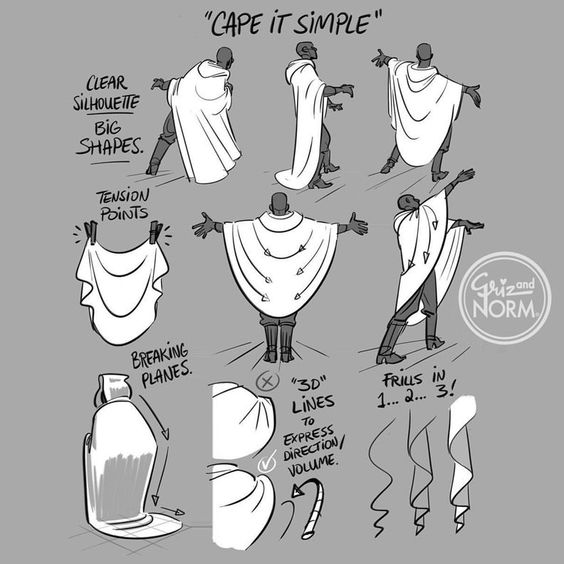 "CAPE IT SIMPLE"
CLEAR
SILHOUETTE
BIG
SHAPES.
TENSION
POINTS
Griz and
NORM
BREAKING
PLANES.
"3D"
LINES
TO
EXPRESS
DIRECTION/
VOLUME.
FRILLS IN
1... 2... 3!